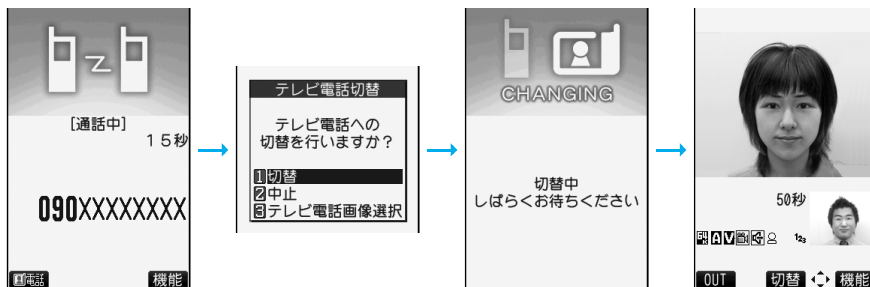 [通話中]
15秒
090XXXXXXXX
電話
機能
テレビ電話切替
テレビ電話への
切替を行いますか?
1切替
2中止
3テレビ電話画像選択
CHANGING
切替中
しばらくお待ちください
50秒
A V
123
OUT
切替
機能